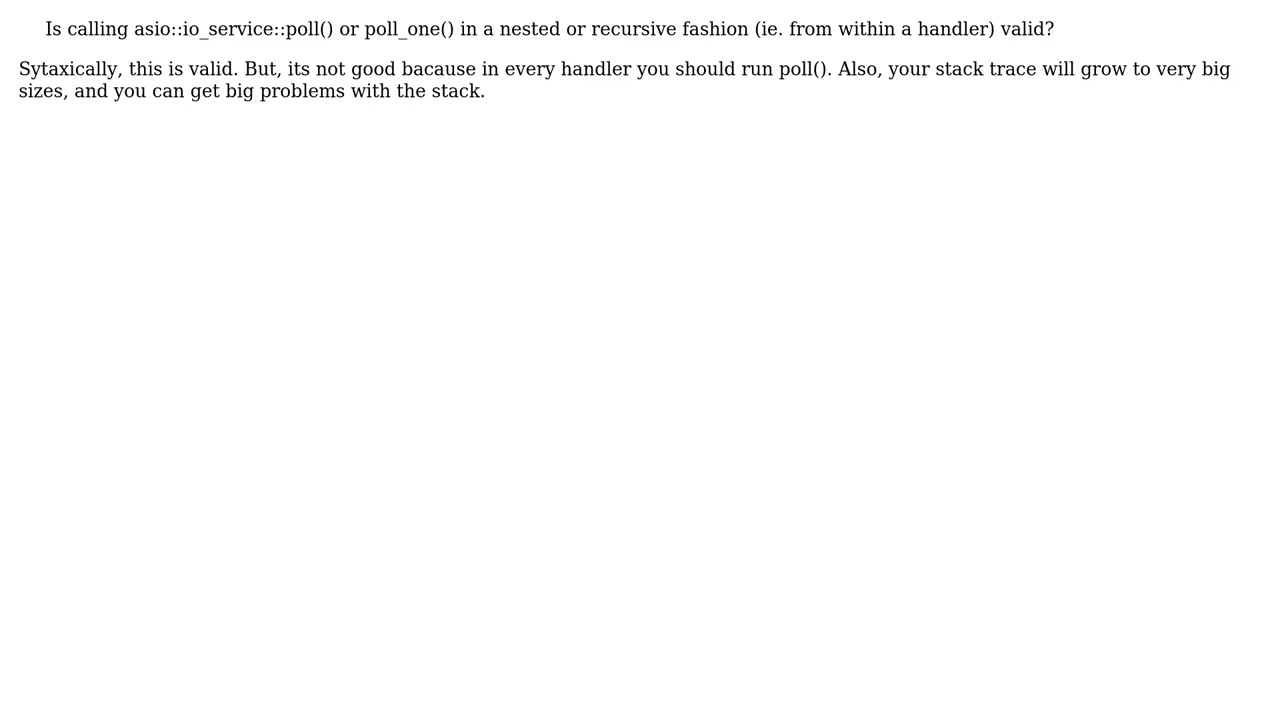 Is calling asio::io_service::poll() or poll_one() in a nested or recursive fashion (ie. from within a handler) valid?
Sytaxically, this is valid. But, its not good bacause in every handler you should run poll(). Also, your stack trace will grow to very big
sizes, and you can get big problems with the stack.